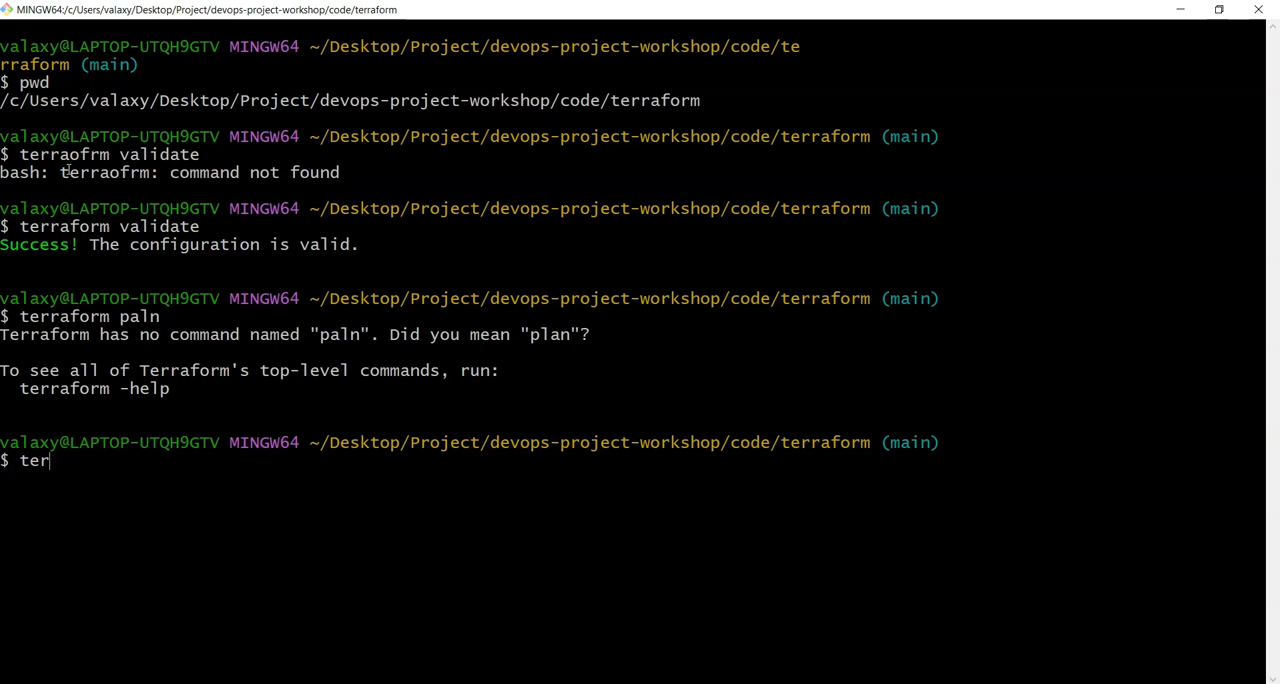 MINGW64:/c/Users/valaxy/Desktop/Project/devops-project-workshop/code/terraform
valaxy@LAPTOP-UTQH9GTV MINGW64 ~/Desktop/Project/devops-project-workshop/code/te
rraform (main)
$ pwd
/c/Users/valaxy/Desktop/Project/devops-project-workshop/code/terraform
valaxy@LAPTOP-UTQH9GTV MINGW64 ~/Desktop/Project/devops-project-workshop/code/terraform (main)
$ terraofrm validate
bash: terraofrm: command not found
valaxy@LAPTOP-UTQH9GTV MINGW64 ~/Desktop/Project/devops-project-workshop/code/terraform (main)
$ terraform validate
Success! The configuration is valid.
valaxy@LAPTOP-UTQH9GTV MINGW64 ~/Desktop/Project/devops-project-workshop/code/terraform (main)
$ terraform paln
Terraform has no command named "paln". Did you mean "plan"?
To see all of Terraform's top-level commands, run:
  terraform -help
valaxy@LAPTOP-UTQH9GTV MINGW64 ~/Desktop/Project/devops-project-workshop/code/terraform (main)
$ ter